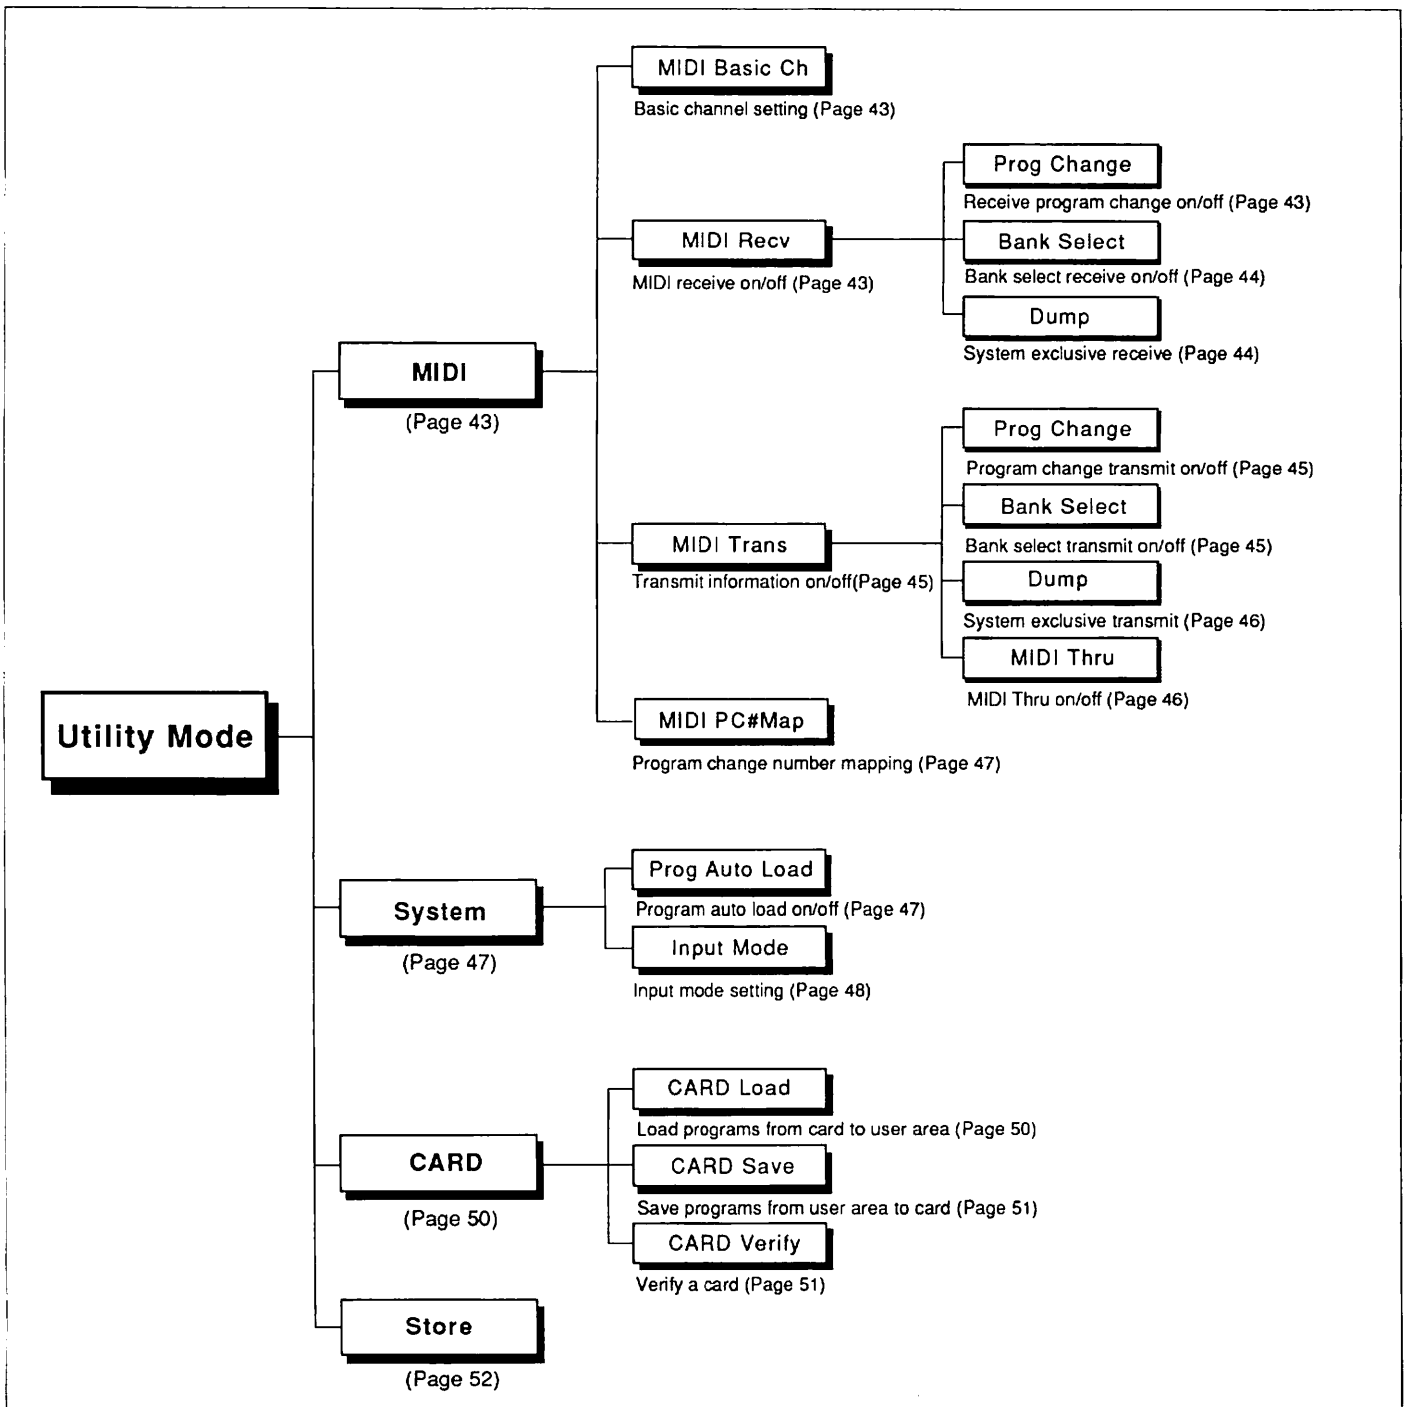 Utility Mode
MIDI
(Page 43)
MIDI Basic Ch
Basic channel setting (Page 43)
MIDI Recv
MIDI receive on/off (Page 43)
Prog Change
Receive program change on/off (Page 43)
Bank Select
Bank select receive on/off (Page 44)
Dump
System exclusive receive (Page 44)
MIDI Trans
Transmit information on/off(Page 45)
Prog Change
Program change transmit on/off (Page 45)
Bank Select
Bank select transmit on/off (Page 45)
Dump
System exclusive transmit (Page 46)
MIDI Thru
MIDI Thru on/off (Page 46)
MIDI PC#Map
Program change number mapping (Page 47)
System
(Page 47)
Prog Auto Load
Program auto load on/off (Page 47)
Input Mode
Input mode setting (Page 48)
CARD
(Page 50)
CARD Load
Load programs from card to user area (Page 50)
CARD Save
Save programs from user area to card (Page 51)
CARD Verify
Verify a card (Page 51)
Store
(Page 52)